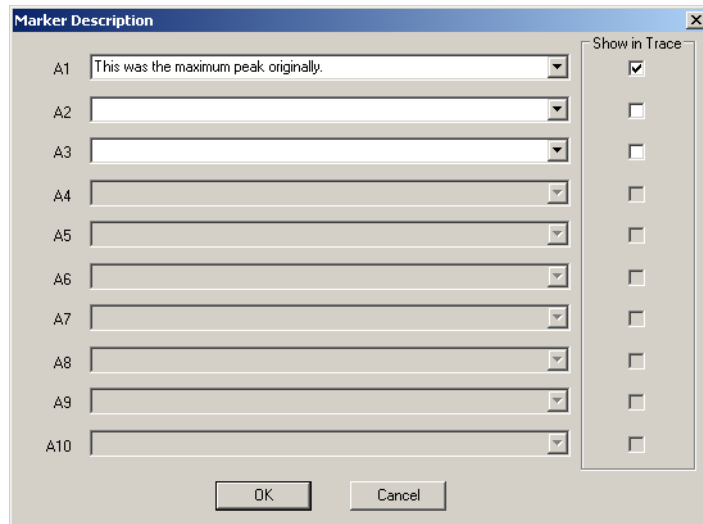 Marker Description
Show in Trace
A1 This was the maximum peak originally.
A2
A3
A4
A5
A6
A7
A8
A9
A10
OK Cancel